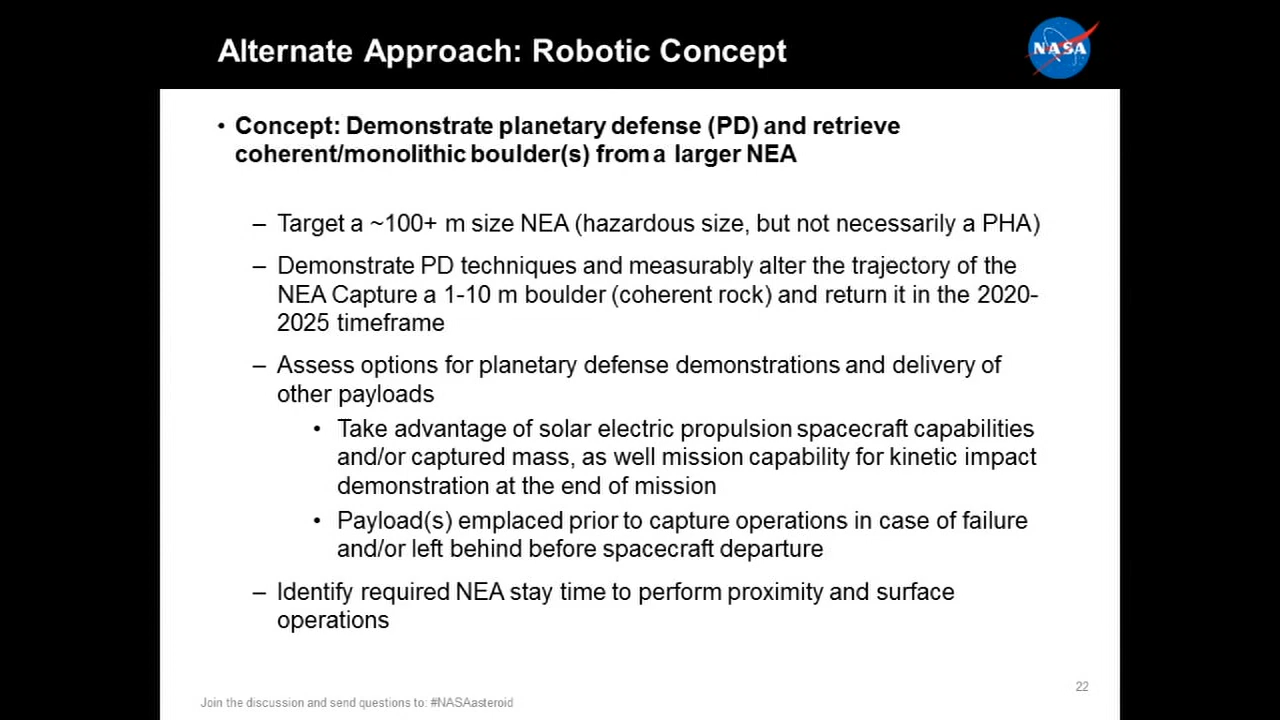 Alternate Approach: Robotic Concept
NASA
• Concept: Demonstrate planetary defense (PD) and retrieve
coherent/monolithic boulder(s) from a larger NEA
– Target a ~100+ m size NEA (hazardous size, but not necessarily a PHA)
– Demonstrate PD techniques and measurably alter the trajectory of the
NEA Capture a 1-10 m boulder (coherent rock) and return it in the 2020-
2025 timeframe
– Assess options for planetary defense demonstrations and delivery of
other payloads
• Take advantage of solar electric propulsion spacecraft capabilities
and/or captured mass, as well mission capability for kinetic impact
demonstration at the end of mission
• Payload(s) emplaced prior to capture operations in case of failure
and/or left behind before spacecraft departure
– Identify required NEA stay time to perform proximity and surface
operations
22
Join the discussion and send questions to: #NASAasteroid